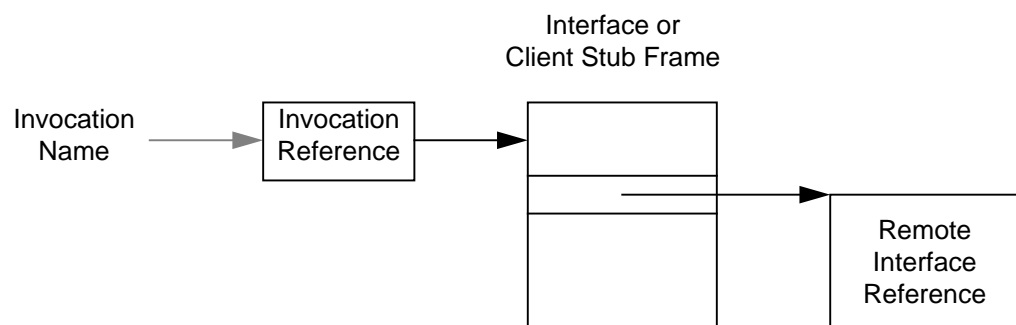 Interface or
Client Stub Frame
Invocation
Name
Invocation
Reference
Remote
Interface
Reference